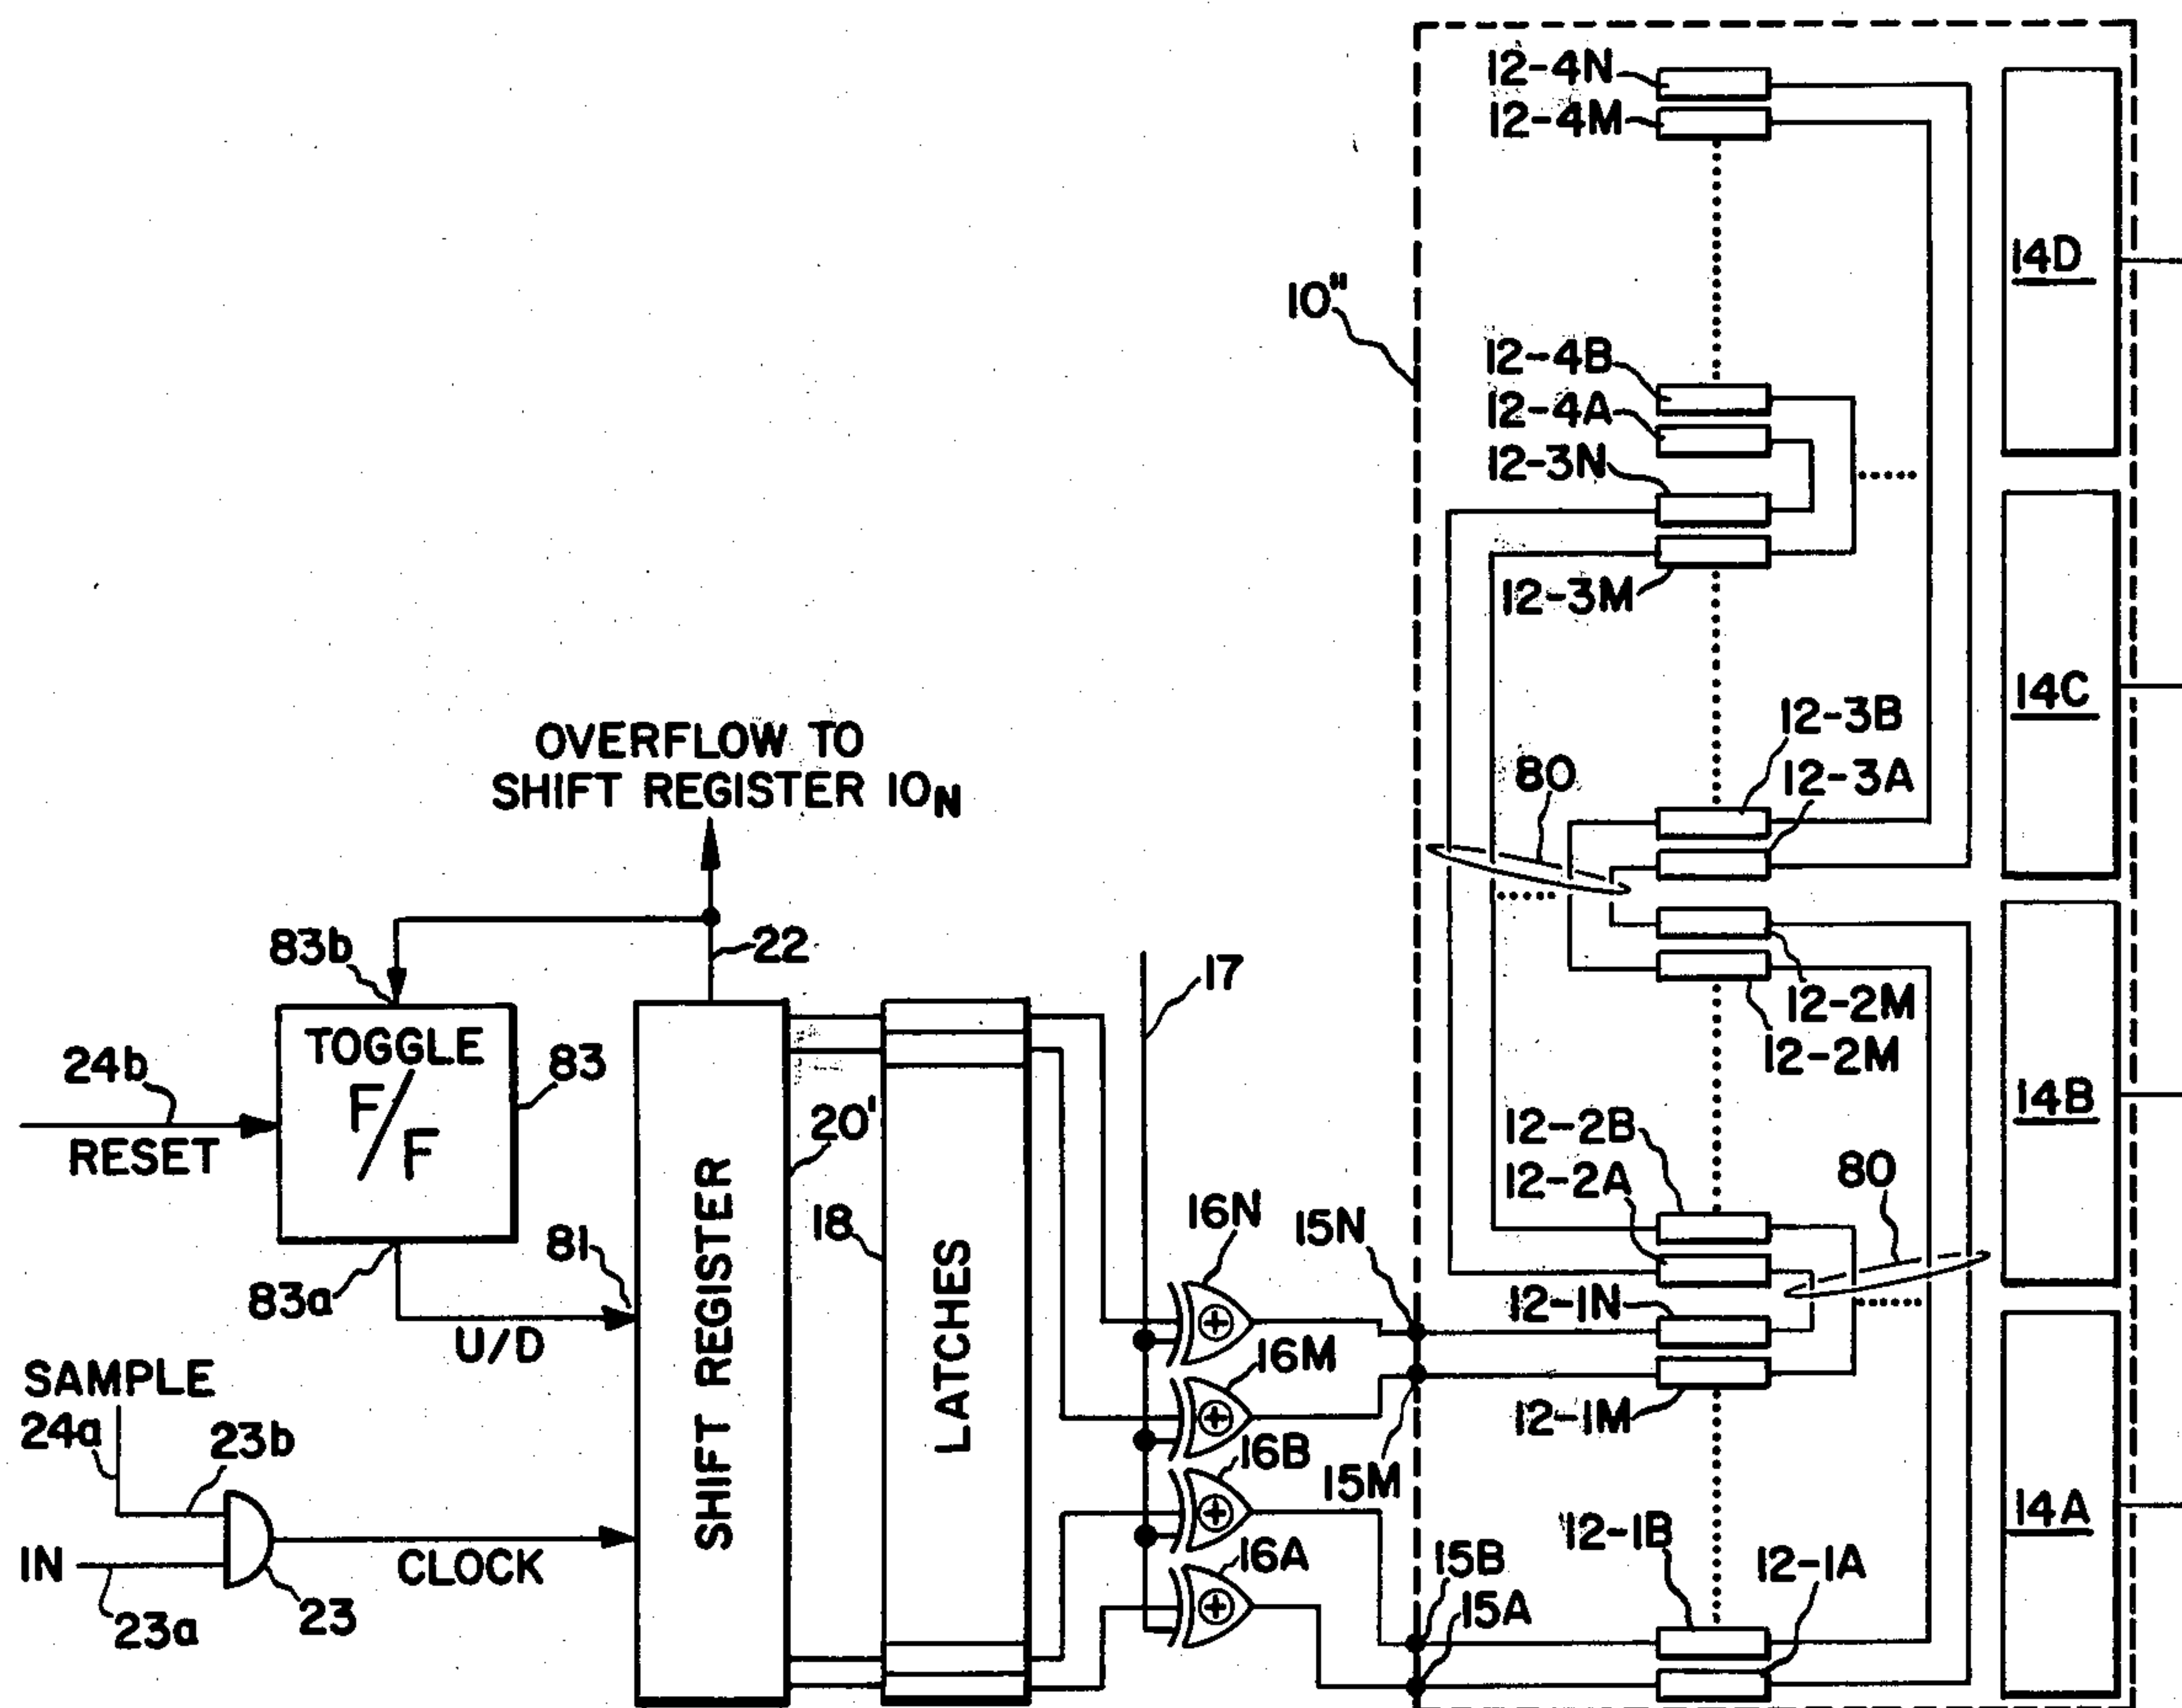 12-4N
12-4M
14D
10"
12-4B
12-4A
12-3N
12-3M
14C
12-3B
12-3A
80
OVERFLOW TO
SHIFT REGISTER 10N
83b
22
17
12-2M
12-2M
TOGGLE
F/F
83
24b
RESET
20'
14B
12-2B
12-2A
80
18
16N
15N
81
83a
U/D
12-1N
16M
12-1M
SHIFT REGISTER
LATCHES
SAMPLE
24a
23b
16B
15M
14A
IN
CLOCK
23a
23
16A
15B
15A
12-1B
12-1A